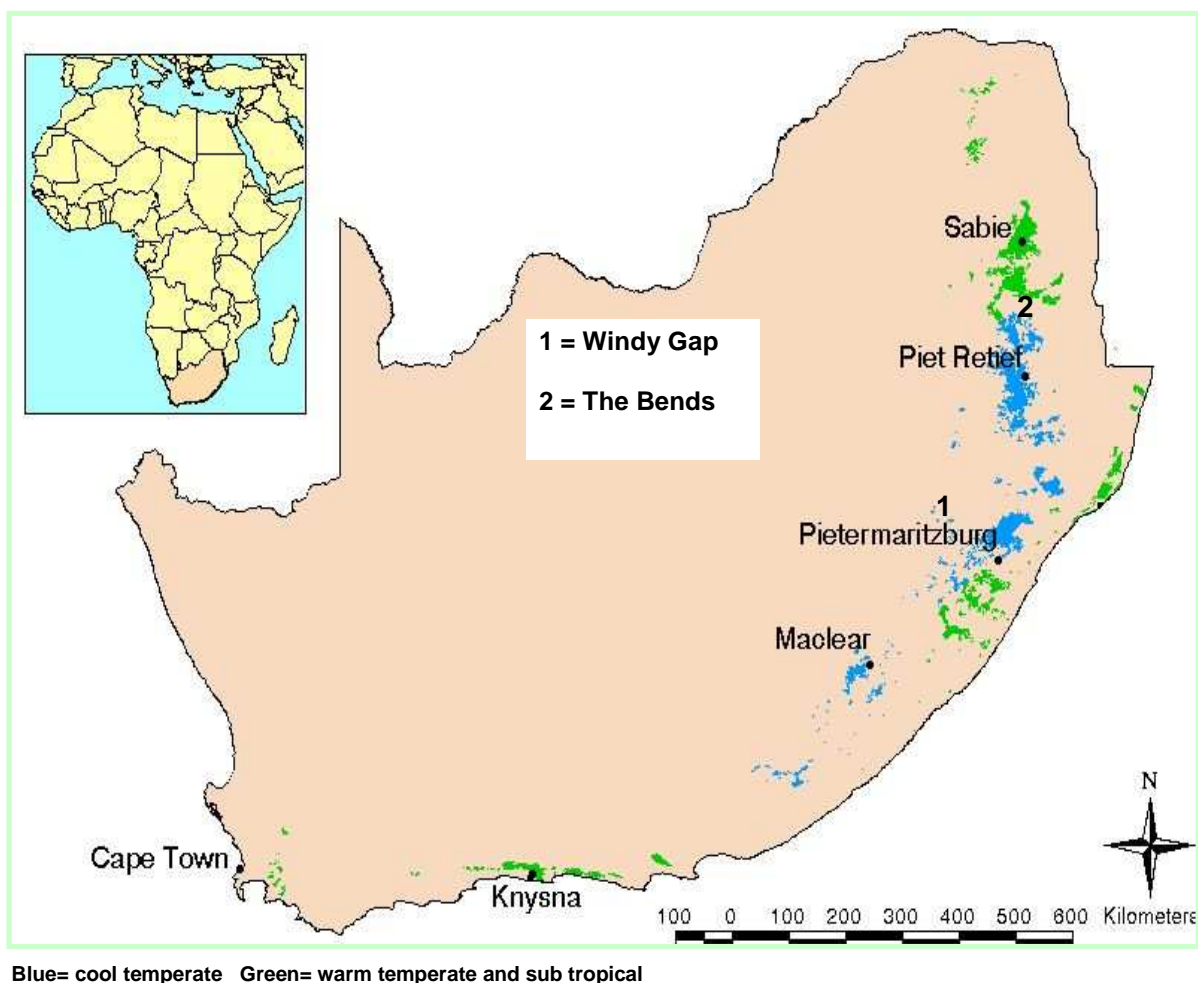 Sabie
2
Piet Retief
1 = Windy Gap
2 = The Bends
1
Pietermaritzburg
Maclear
N
Cape Town
Knysna
100 0 100 200 300 400 500 600 Kilometers
Blue= cool temperate Green= warm temperate and sub tropical